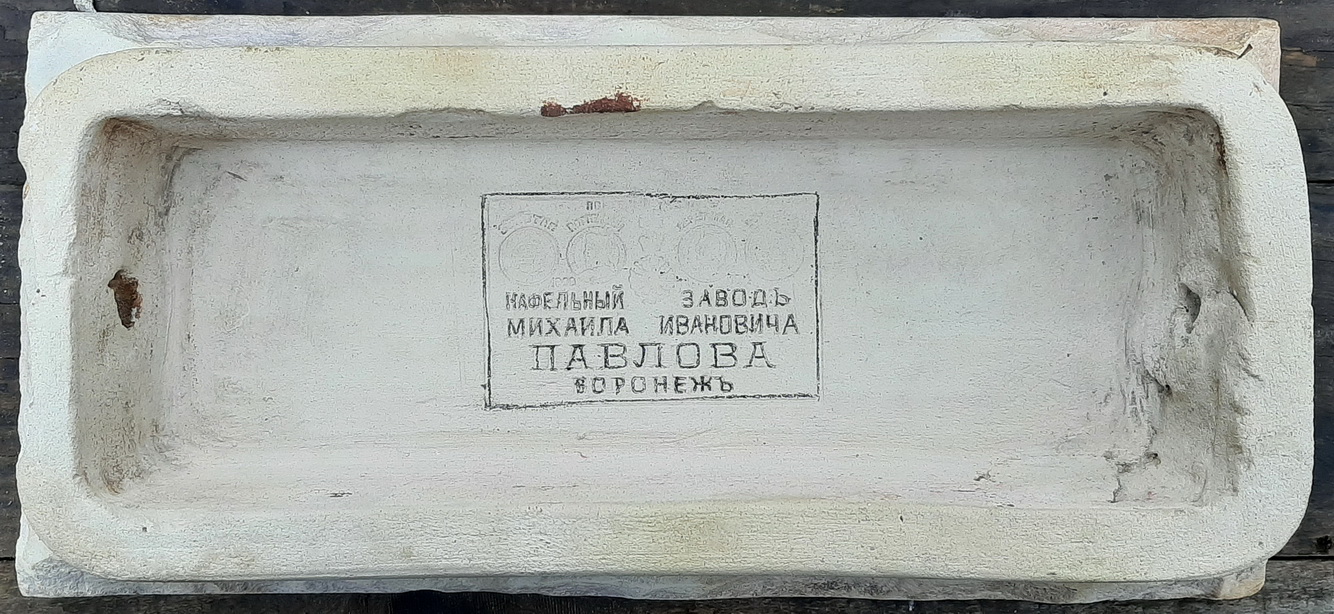 КАФЕЛЬНЫЙ ЗАВОДЪ
МИХАИЛА ИВАНОВИЧА
ПАВЛОВА
ВОРОНЕЖЪ